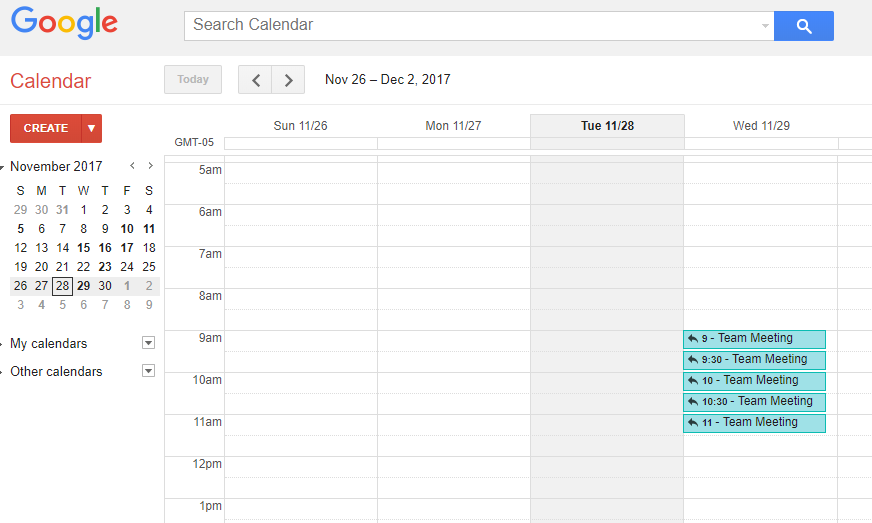 Google
Search Calendar
Calendar
Today
Nov 26 – Dec 2, 2017
CREATE
Sun 11/26 Mon 11/27 Tue 11/28 Wed 11/29
GMT-05
November 2017
S M T W T F S
29 30 31 1 2 3 4
5 6 7 8 9 10 11
12 13 14 15 16 17 18
19 20 21 22 23 24 25
26 27 28 29 30 1 2
3 4 5 6 7 8 9
My calendars
Other calendars
5am
6am
7am
8am
9am
10am
11am
12pm
1pm
9 - Team Meeting
9:30 - Team Meeting
10 - Team Meeting
10:30 - Team Meeting
11 - Team Meeting